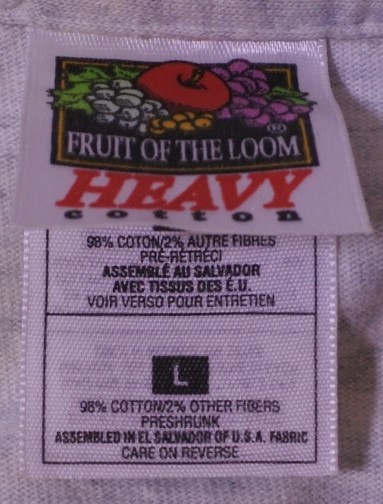 FRUIT OF THE LOOM ®
HEAVY
cotton
98% COTON/2% AUTRE FIBRES
PRÉ-RÉTRÉCI
ASSEMBLÉ AU SALVADOR
AVEC TISSUS DES É.U.
VOIR VERSO POUR ENTRETIEN
L
98% COTTON/2% OTHER FIBERS
PRESHRUNK
ASSEMBLED IN EL SALVADOR OF U.S.A. FABRIC
CARE ON REVERSE